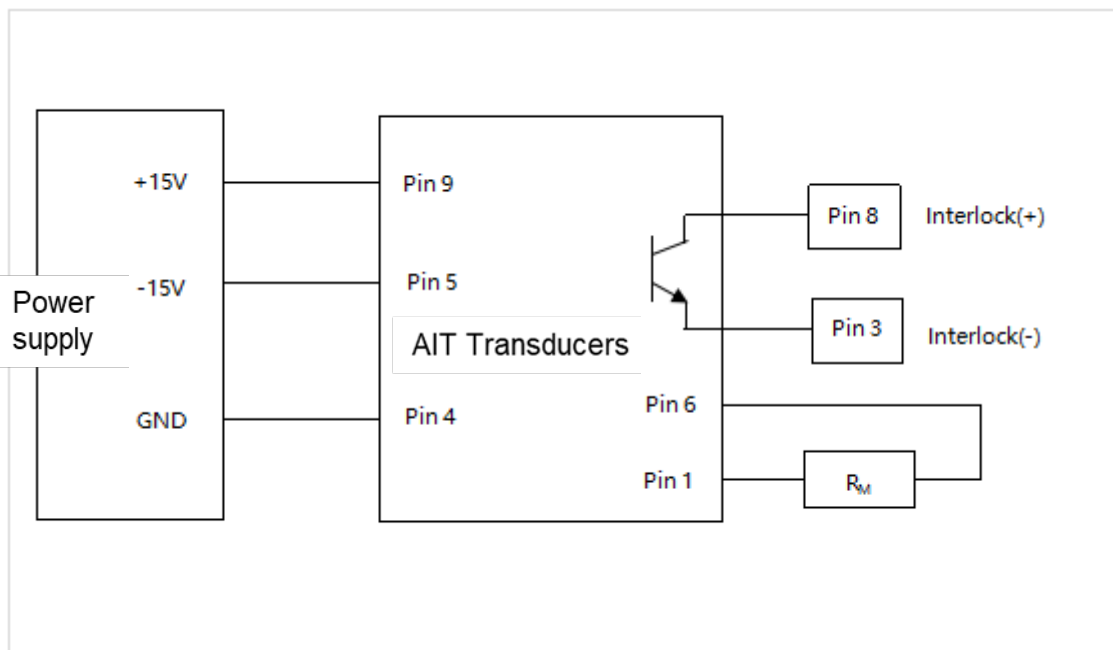 +15V
-15V
Power
supply
GND
Pin 9
Pin 5
AIT Transducers
Pin 4
Pin 8
Interlock(+)
Pin 3
Interlock(-)
Pin 6
Pin 1
RM